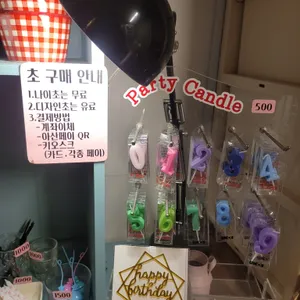 초 구매 안내
1.나이초는 무료
2.디자인초는 유료
3.결제방법
-계좌이체
-아산페이 QR
-키오스크
(카드.각종 페이)
Party Candle
500
happy
birthday
1000
1500